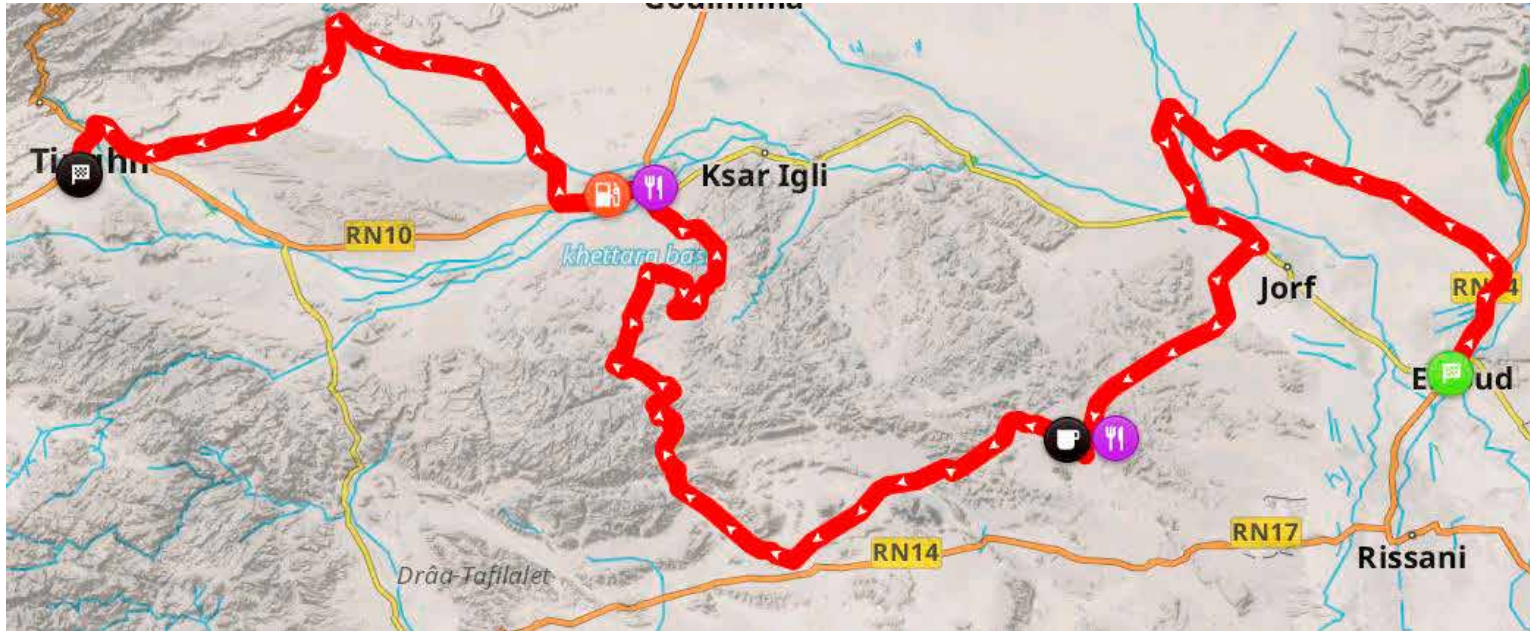 Ksar Igli
RN10
khettara bas
Jorf
RN17
RN14
Rissani
Drâa-Tafilalet